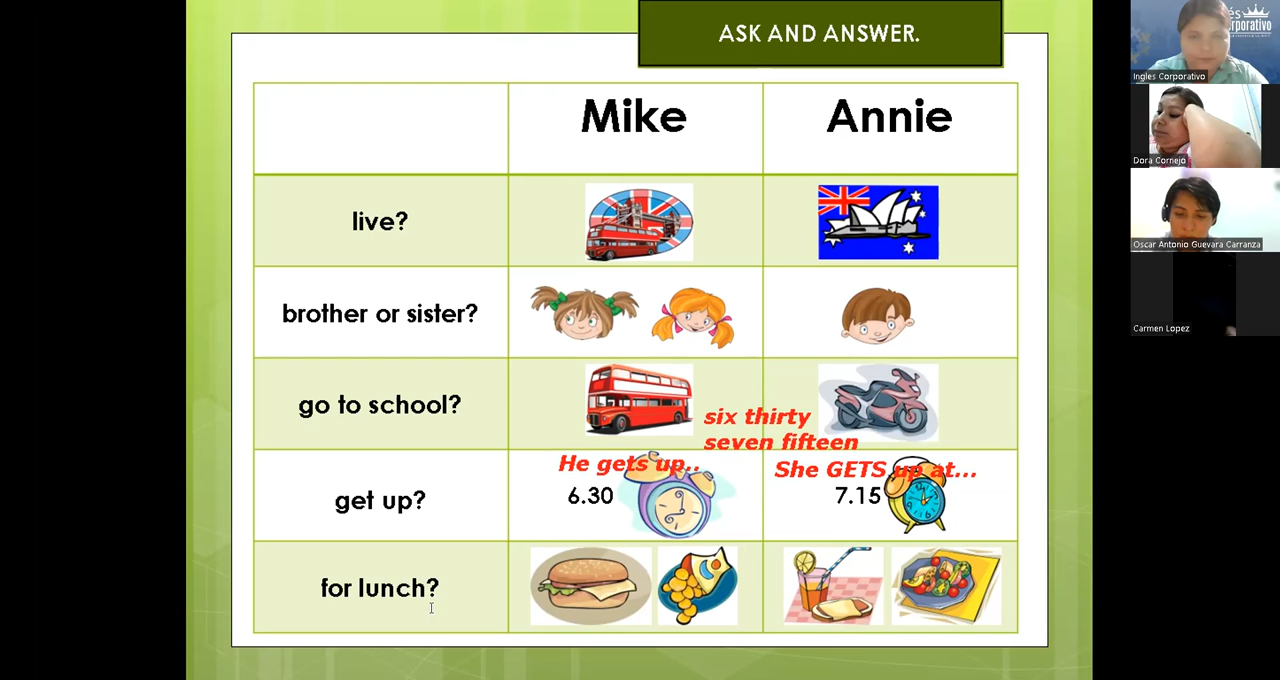 ASK AND ANSWER.
Mike
Annie
live?
brother or sister?
go to school?
six thirty
seven fifteen
He gets up..
She GETS up at...
get up?
6.30
7.15
for lunch?
Ingles Corporativo
Dora Cornejo
Oscar Antonio Guevara Carranza
Carmen Lopez